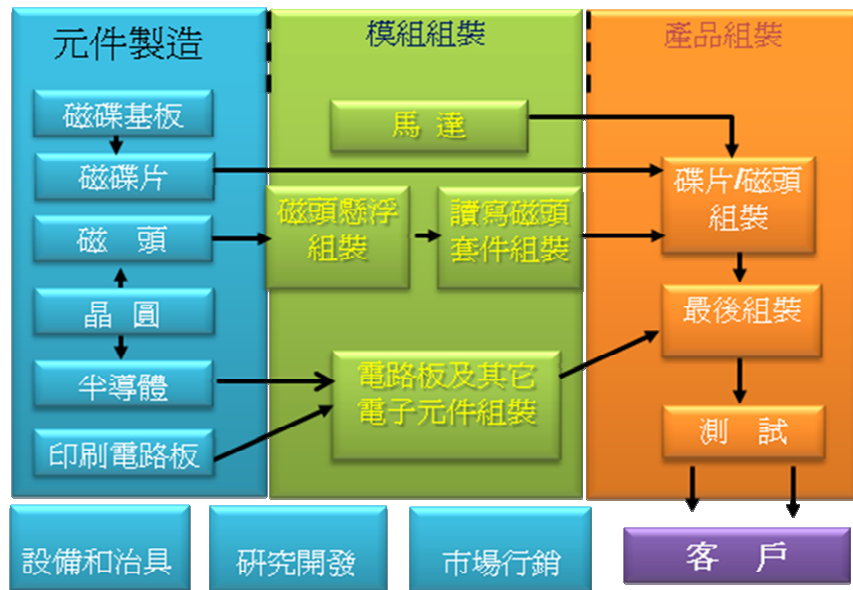 元件製造
磁碟基板
磁碟片
磁 頭
晶 圓
半導體
印刷電路板
模組組裝
馬 達
磁頭懸浮
組裝
讀寫磁頭
套件組裝
電路板及其它
電子元件組裝
產品組裝
碟片/磁頭
組裝
最後組裝
測 試
設備和治具
研究開發
市場行銷
客 戶